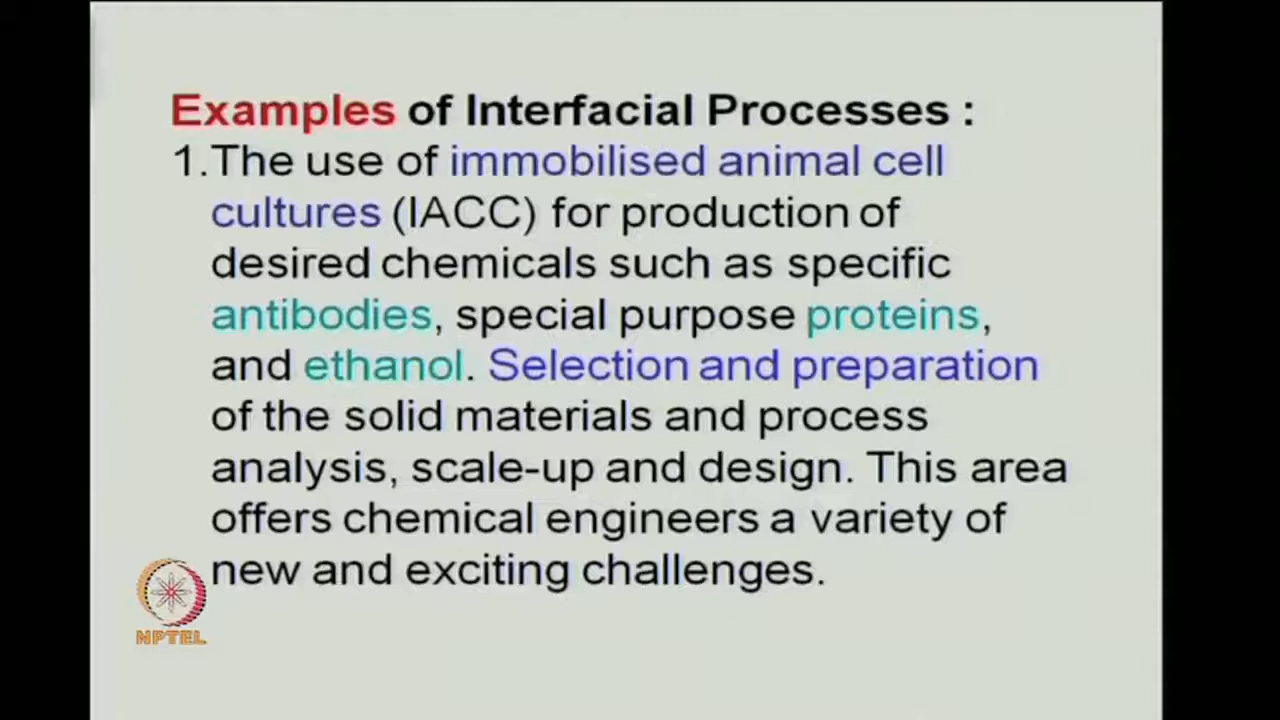 Examples of Interfacial Processes :
1.The use of immobilised animal cell
cultures (IACC) for production of
desired chemicals such as specific
antibodies, special purpose proteins,
and ethanol. Selection and preparation
of the solid materials and process
analysis, scale-up and design. This area
offers chemical engineers a variety of
new and exciting challenges.
NPTEL